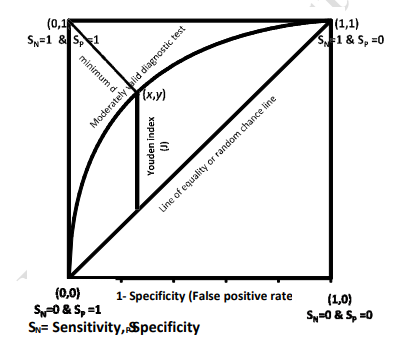 (0,1)
(1,1)
SN=1 & SP=1
SN=1 & SP=0
minimum d
Moderately valid diagnostic test
(x,y)
Youden index
(J)
Line of equality or random chance line
(0,0)
1- Specificity (False positive rate
(1,0)
SN=0 & SP=1
SN=0 & SP=0
SN= Sensitivity, SP Specificity